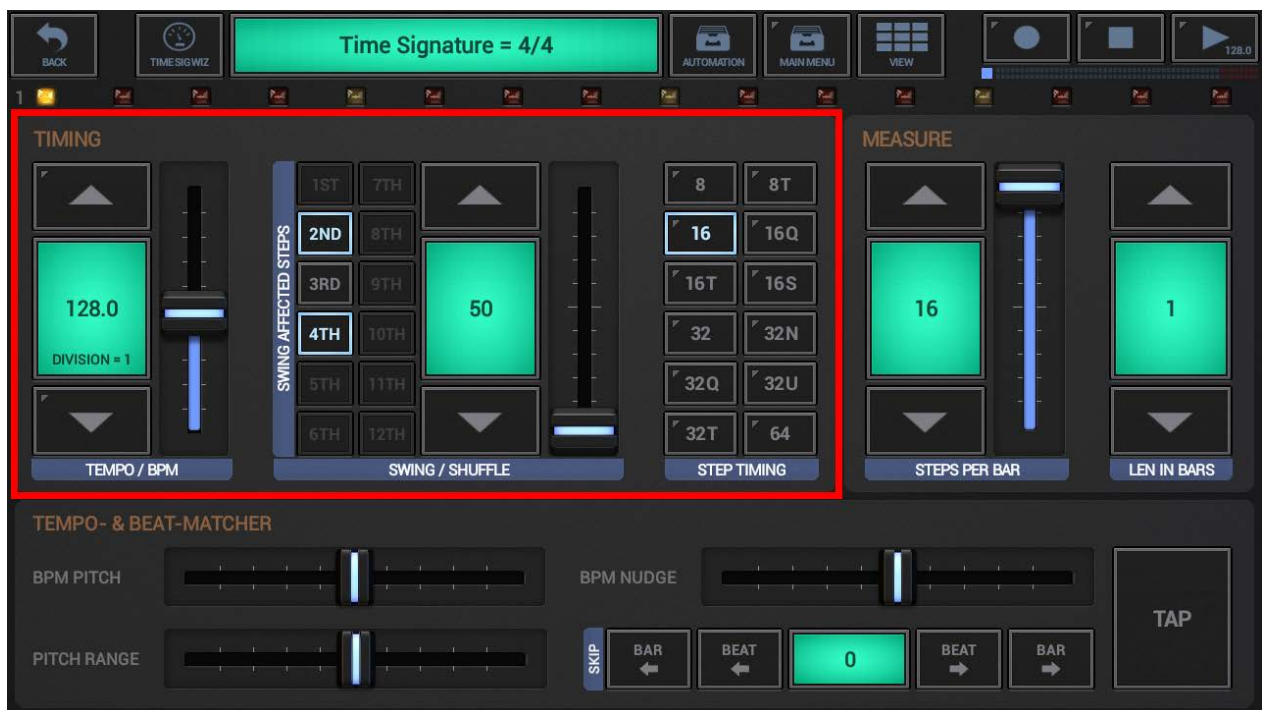 BACK
TIME SIG WIZ
Time Signature = 4/4
AUTOMATION
MAIN MENU
VIEW
128.0
1
TIMING
128.0
DIVISION = 1
TEMPO / BPM
SWING AFFECTED STEPS
1ST 7TH
2ND 8TH
3RD 9TH
4TH 10TH
5TH 11TH
6TH 12TH
50
SWING / SHUFFLE
8 8T
16 16Q
16T 16S
32 32N
32Q 32U
32T 64
STEP TIMING
MEASURE
16
STEPS PER BAR
1
LEN IN BARS
TEMPO- & BEAT-MATCHER
BPM PITCH
BPM NUDGE
PITCH RANGE
SKIP
BAR
BEAT
0
BEAT
BAR
TAP